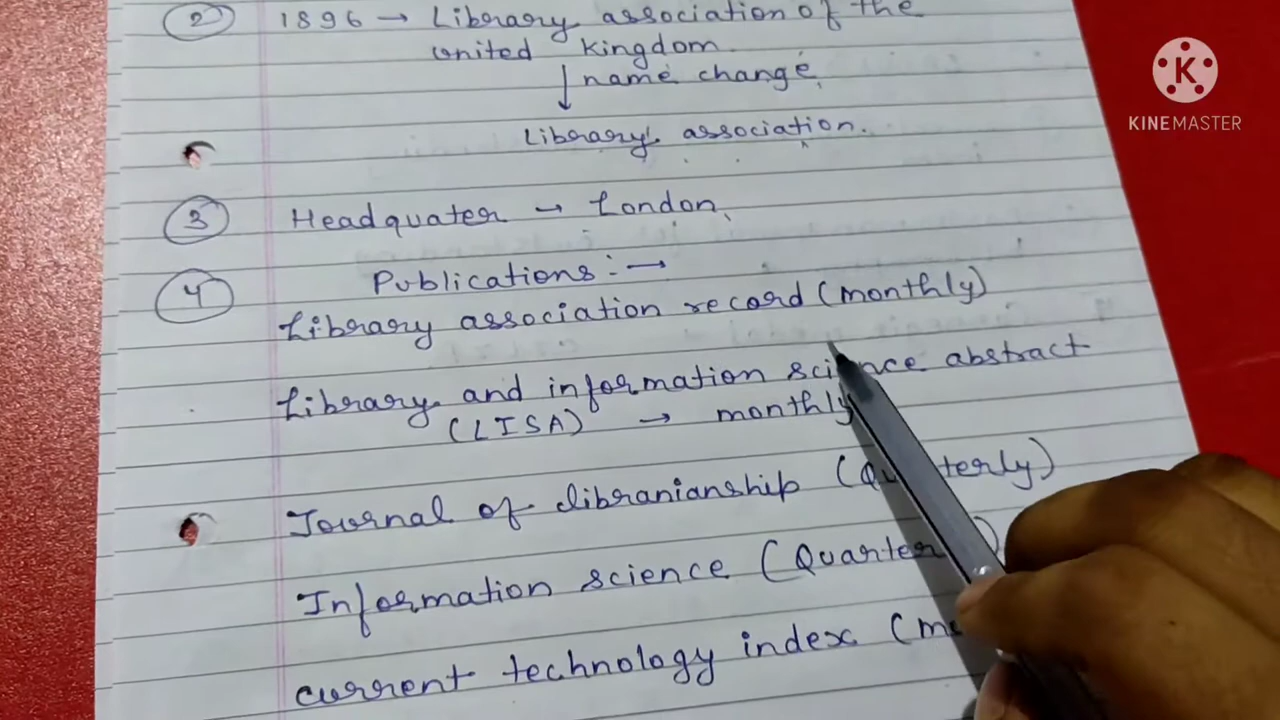 2 1896 → Library association of the
united kingdom.
↓ name change
Library association.
3 Headquater → London
4 Publications : →
Library association record (monthly)
Library and information science abstract
(LISA) → monthly
Journal of librarianship (Quarterly)
Information science (Quarter )
current technology index (mo
K
KINEMASTER